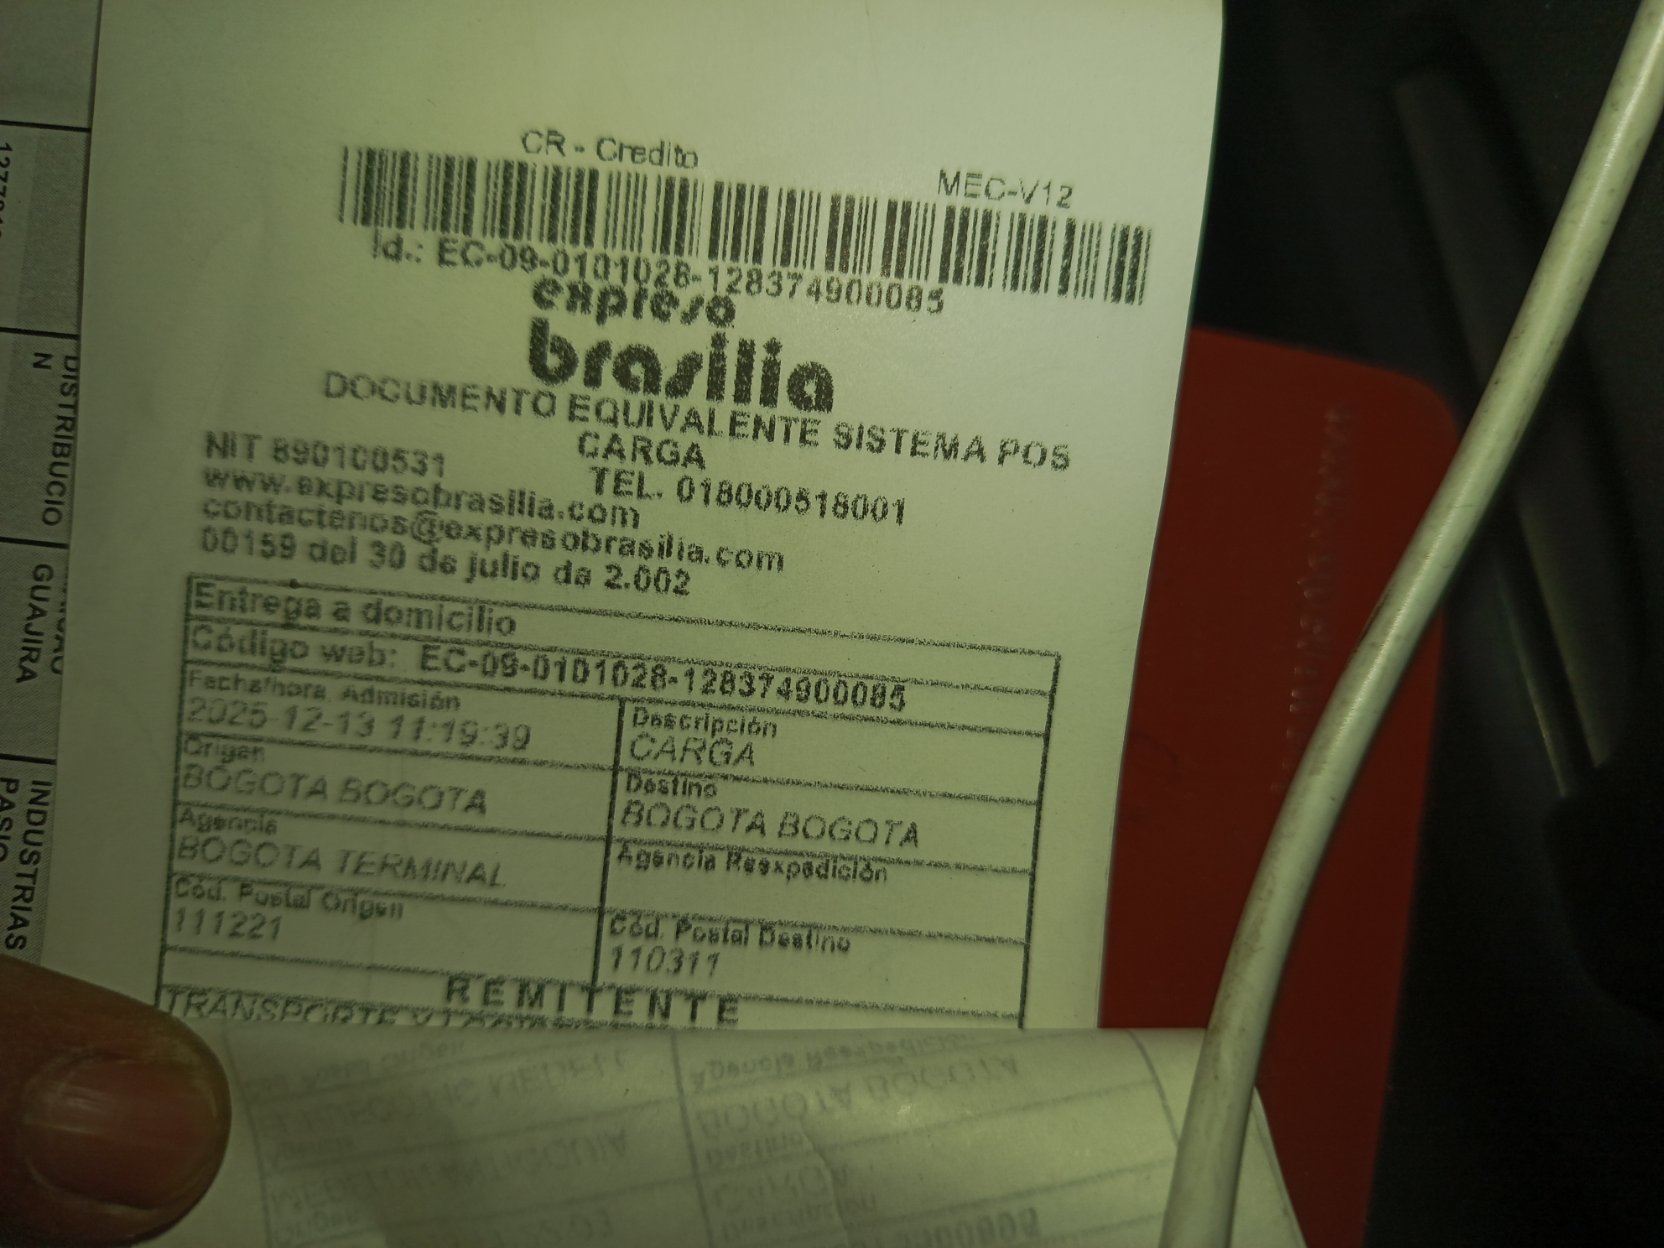 CR - Credito
MEC-V12
Id.: EC-09-0101028-128374900085
expreso
brasilia
DOCUMENTO EQUIVALENTE SISTEMA POS
CARGA
NIT 890100531
TEL. 018000518001
www.expresobrasilia.com
contactenos@expresobrasilia.com
00159 del 30 de julio de 2.002
Entrega a domicilio
Código web: EC-09-0101028-128374900085
Fecha/hora Admisión
2025-12-13 11:19:39
Descripción
CARGA
Origen
BOGOTA BOGOTA
Destino
BOGOTA BOGOTA
Agencia
BOGOTA TERMINAL
Agencia Reexpedición
Cód. Postal Origen
111221
Cód. Postal Destino
110311
REMITENTE
TRANSPORTE Y
DISTRIBUCIO
N
GUAJIRA
INDUSTRIAS